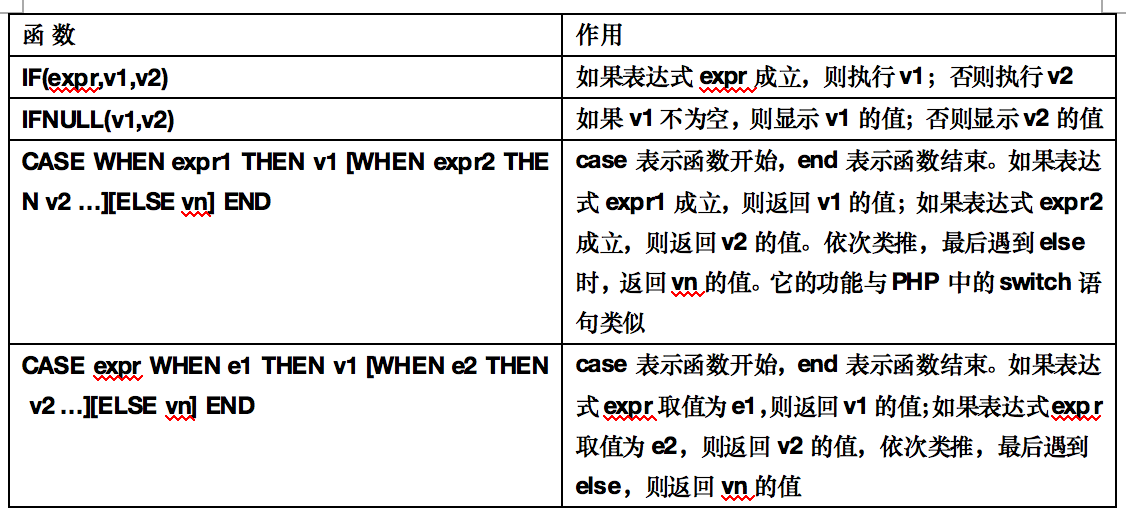 函 数
作用
IF(expr,v1,v2)
如果表达式 expr 成立，则执行 v1；否则执行 v2
IFNULL(v1,v2)
如果 v1 不为空，则显示 v1 的值；否则显示 v2 的值
CASE WHEN expr1 THEN v1 [WHEN expr2 THE
N v2 …][ELSE vn] END
case 表示函数开始，end 表示函数结束。如果表达
式 expr1 成立，则返回 v1 的值；如果表达式 expr2
成立，则返回 v2 的值。依次类推，最后遇到 else
时，返回 vn 的值。它的功能与 PHP 中的 switch 语
句类似
CASE expr WHEN e1 THEN v1 [WHEN e2 THEN
v2 …][ELSE vn] END
case 表示函数开始，end 表示函数结束。如果表达
式 expr 取值为 e1，则返回 v1 的值；如果表达式 expr
取值为 e2，则返回 v2 的值，依次类推，最后遇到
else，则返回 vn 的值